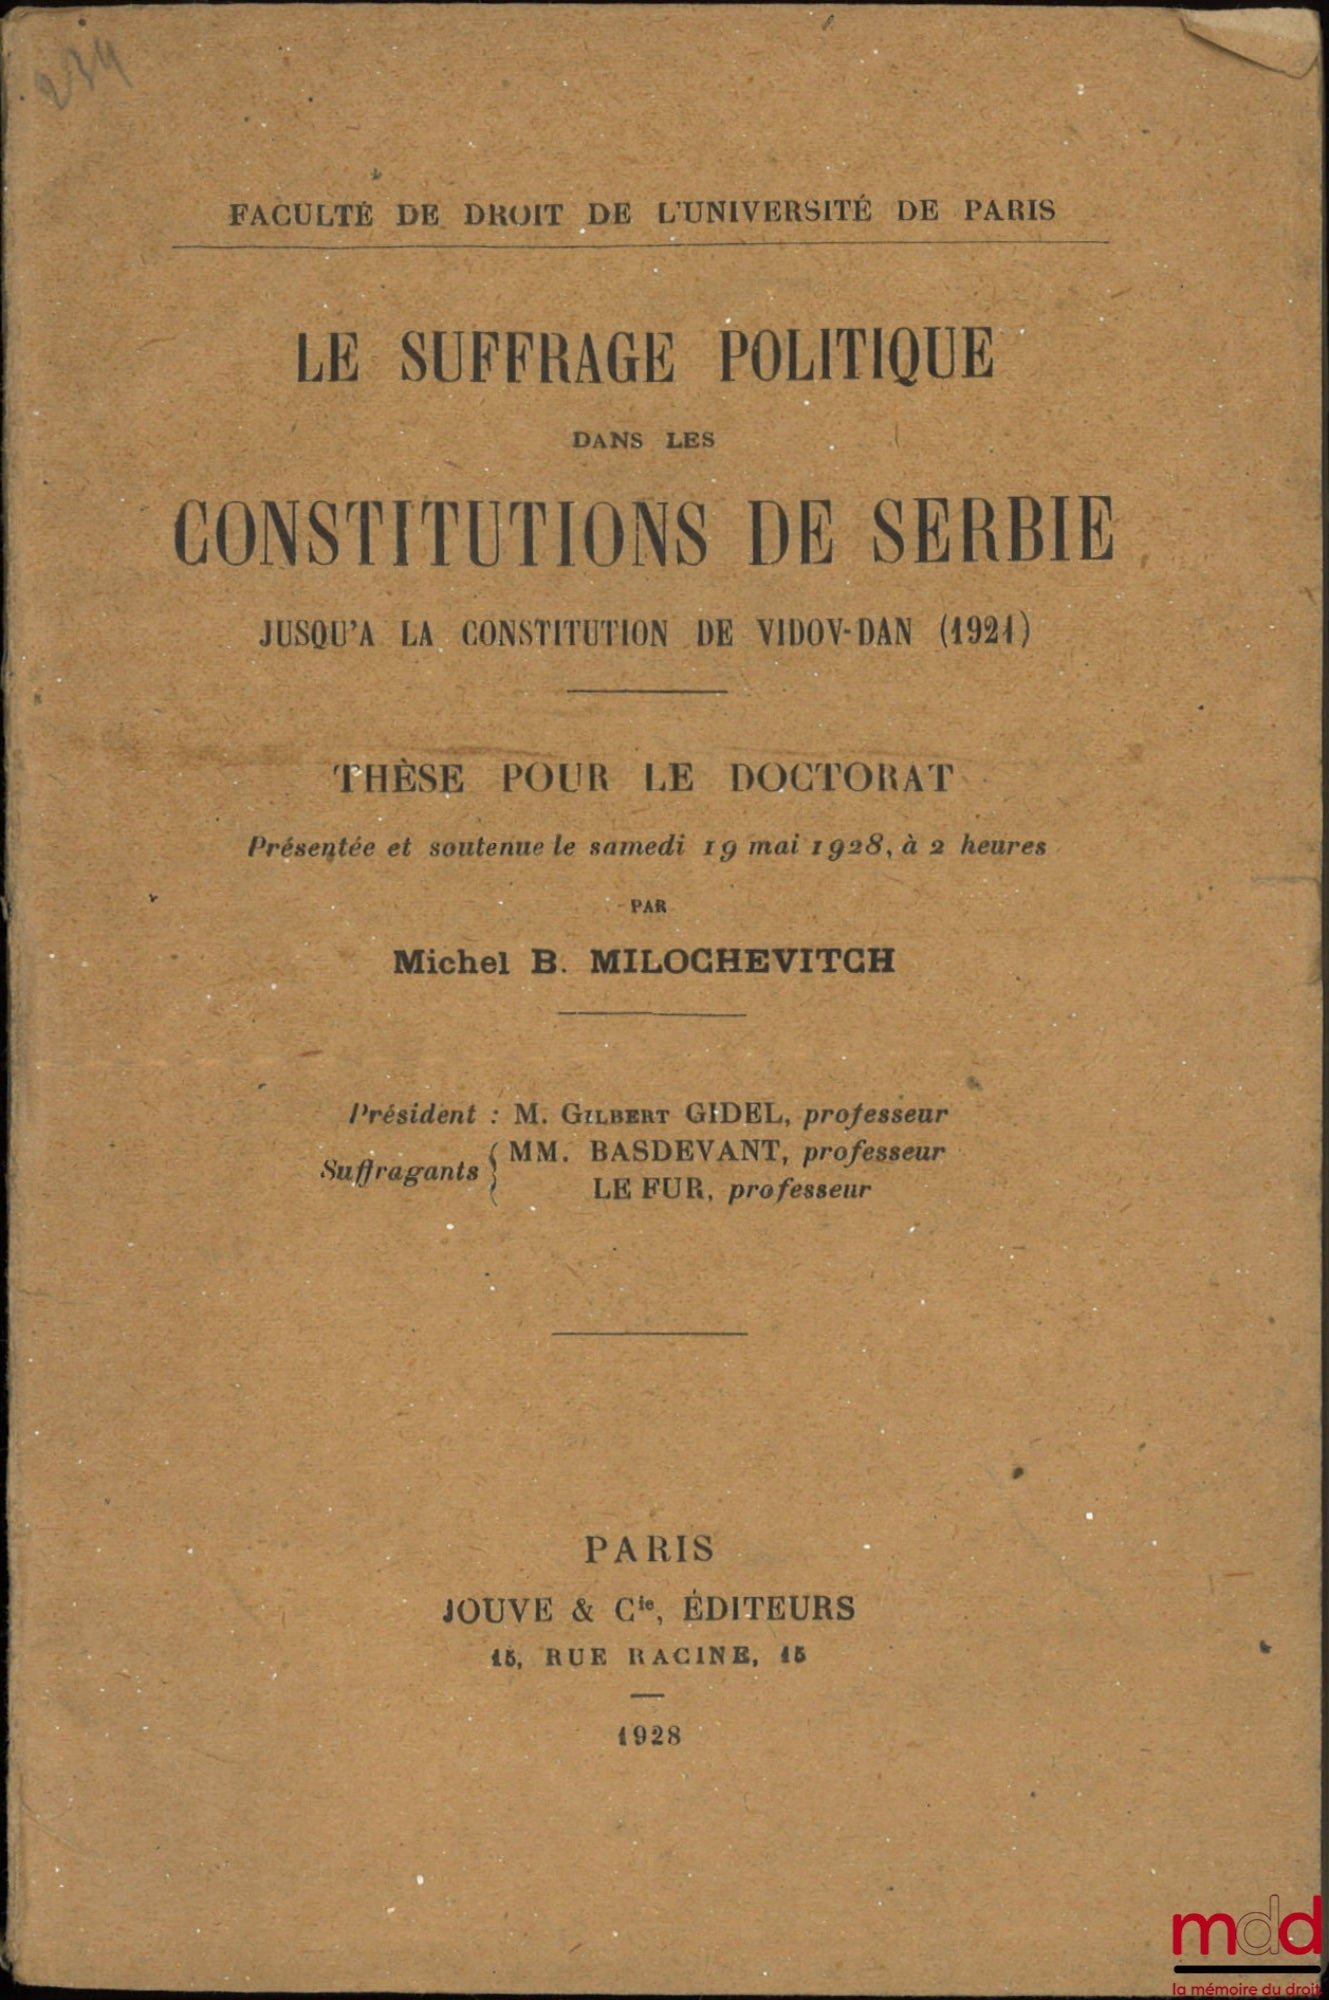 234
FACULTÉ DE DROIT DE L'UNIVERSITÉ DE PARIS
LE SUFFRAGE POLITIQUE
DANS LES
CONSTITUTIONS DE SERBIE
JUSQU'A LA CONSTITUTION DE VIDOV-DAN (1921)
THÈSE POUR LE DOCTORAT
Présentée et soutenue le samedi 19 mai 1928, à 2 heures
PAR
Michel B. MILOCHEVITCH
Président : M. GILBERT GIDEL, professeur
Suffragants { MM. BASDEVANT, professeur
LE FUR, professeur
PARIS
JOUVE & Cie, ÉDITEURS
15, RUE RACINE, 15
1928
mdd
la mémoire du droit